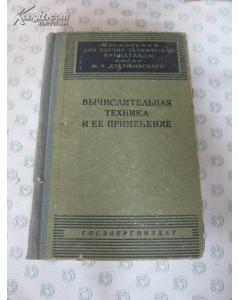 Московский
дом научно-технической
пропаганды
имени
Ф. Э. ДЗЕРЖИНСКОГО
ВЫЧИСЛИТЕЛЬНАЯ
ТЕХНИКА
И ЕЕ ПРИМЕНЕНИЕ
ГОСЭНЕРГОИЗДАТ